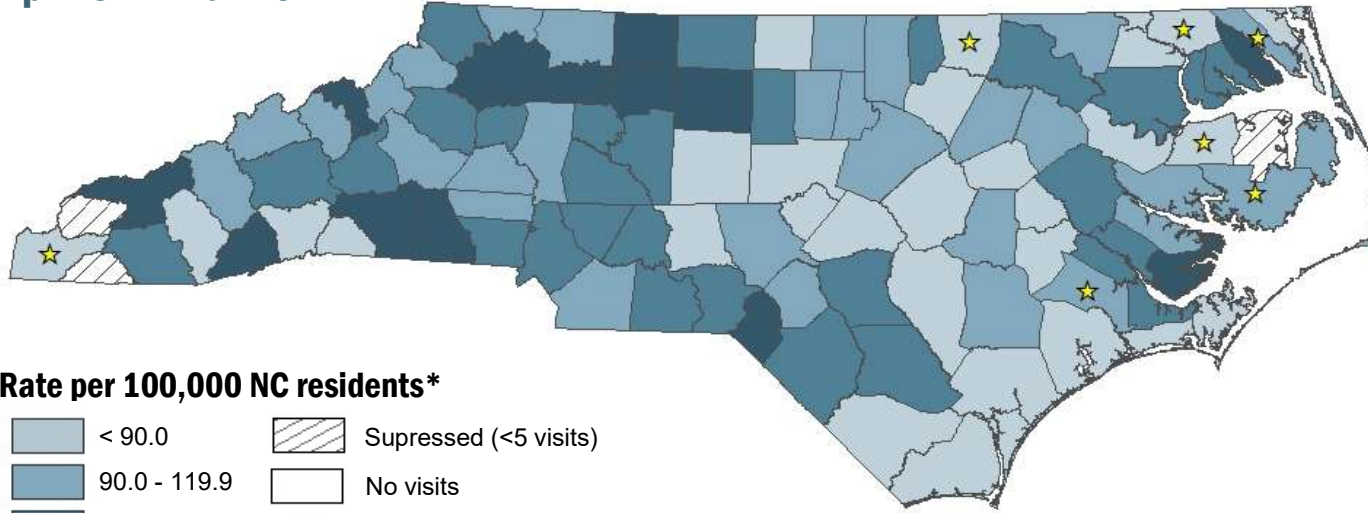 Rate per 100,000 NC residents*
< 90.0
Supressed (<5 visits)
90.0 - 119.9
No visits